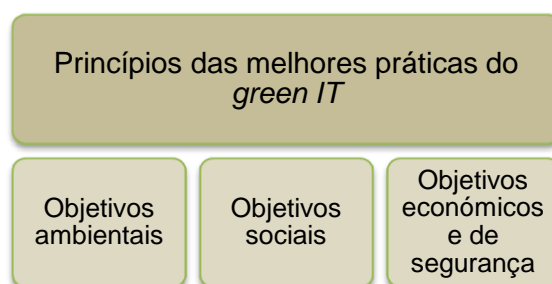 Princípios das melhores práticas do
green IT
Objetivos
ambientais
Objetivos
sociais
Objetivos
económicos
e de
segurança